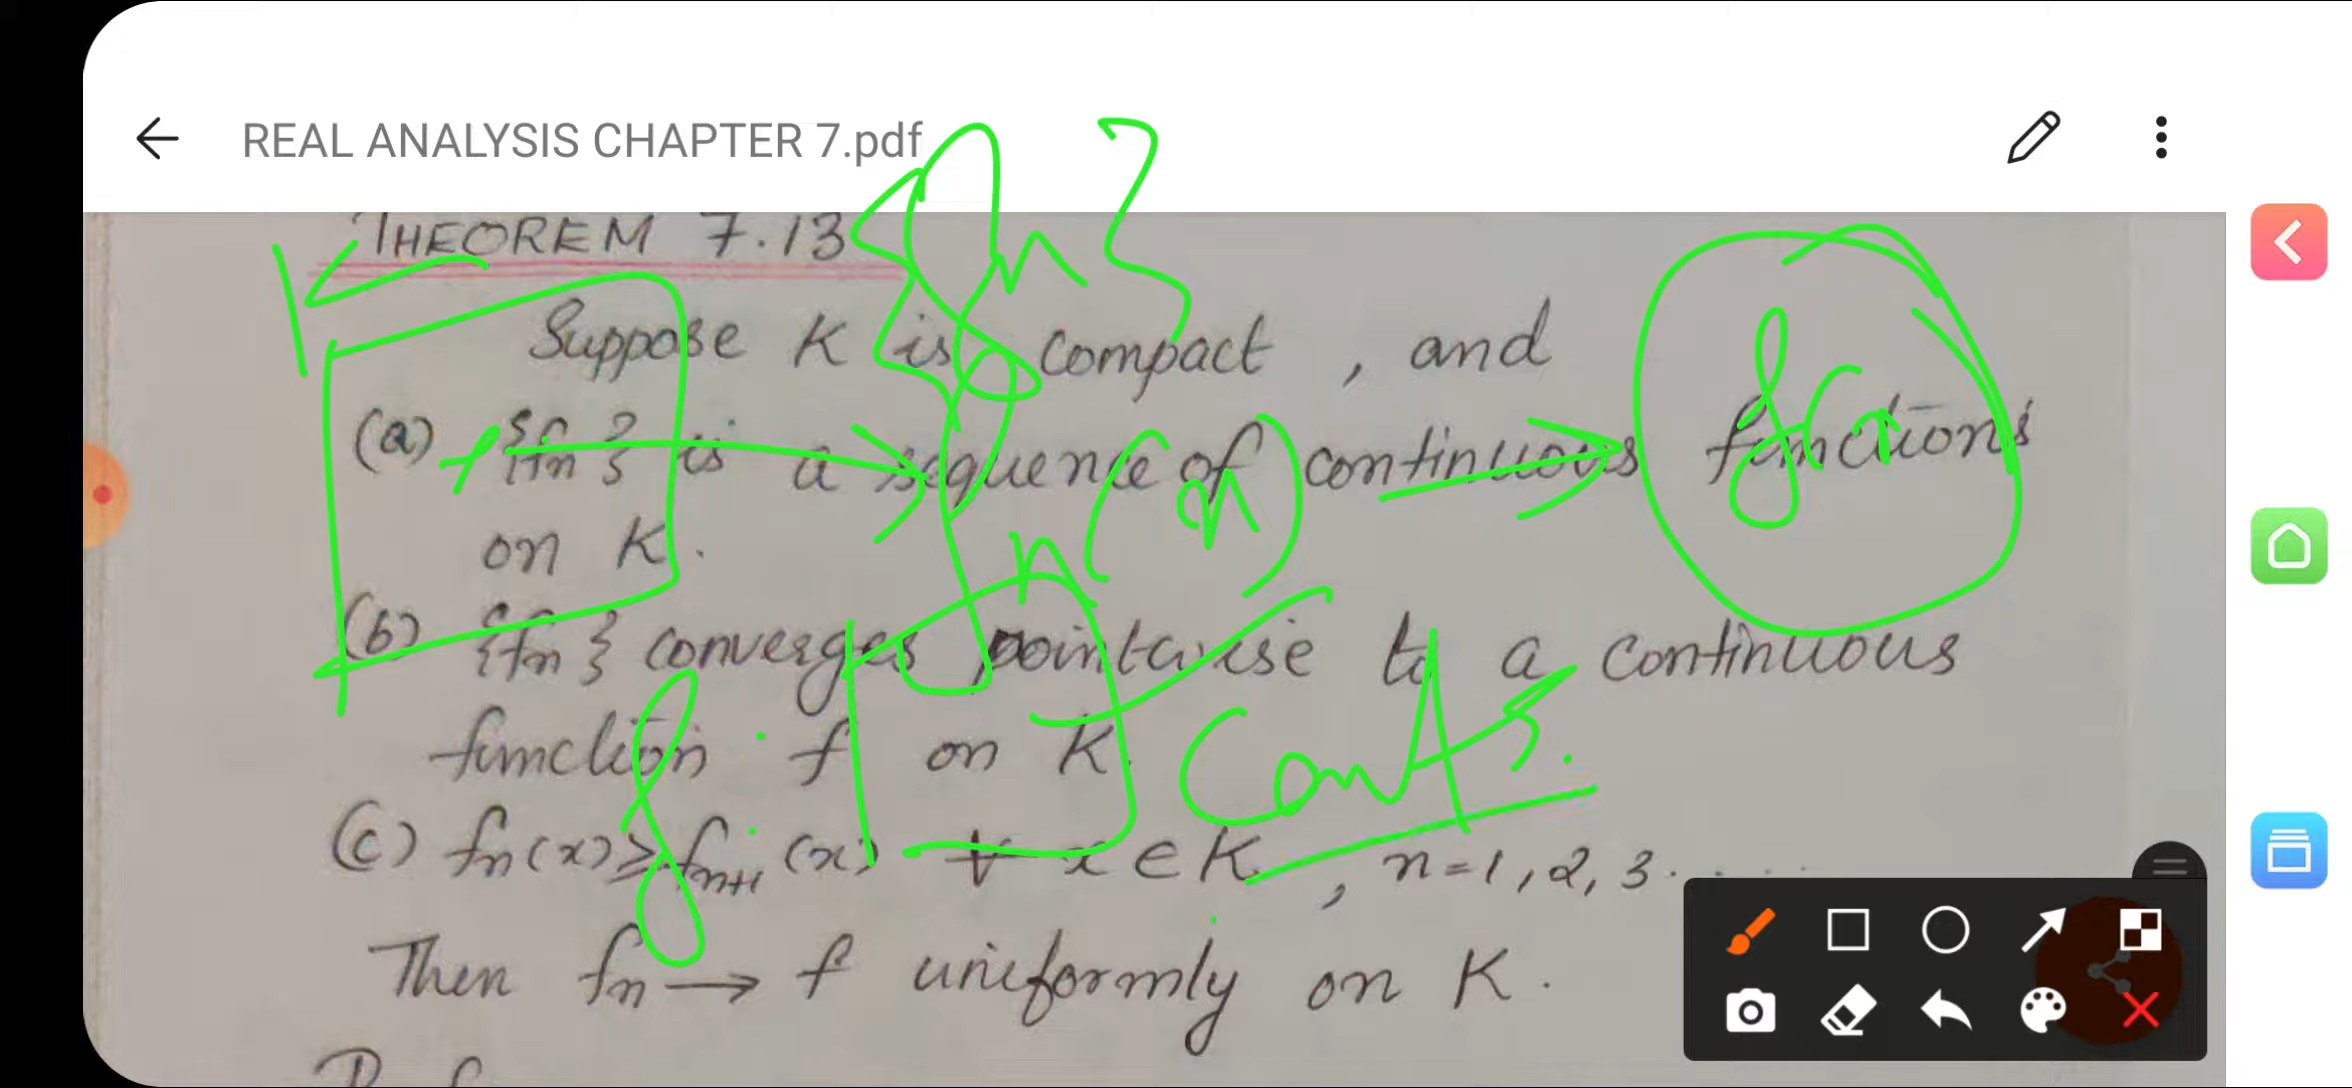 REAL ANALYSIS CHAPTER 7.pdf
THEOREM 7.13
Suppose K is compact , and
(a) {fn} is a sequence of continuous functions
on K.
(b) {fn} converges pointwise to a continuous
function f on K.
(c) fn(x) ≥ fn+1(x) ∀ x ∈ K , n=1,2,3.....
Then fn → f uniformly on K.
K
{fn}
fn(x)
f(x)
f
Conts.